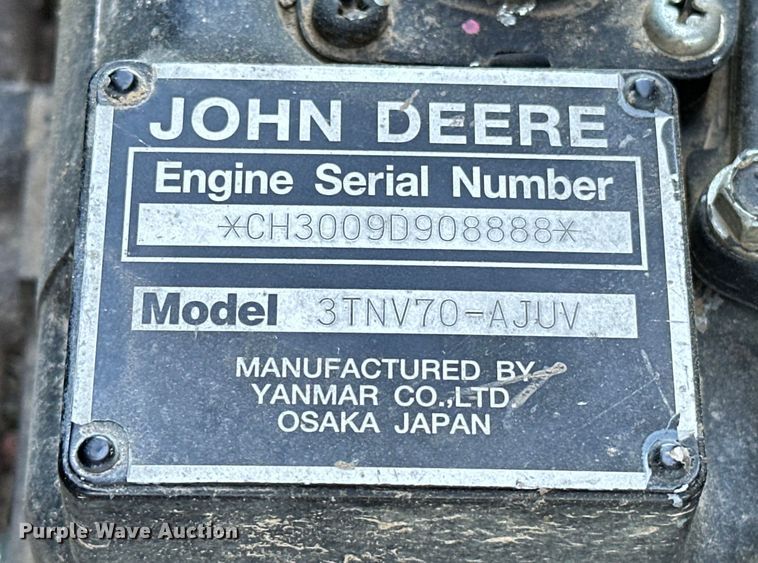 JOHN DEERE
Engine Serial Number
*CH3009D908888*
Model 3TNV70-AJUV
MANUFACTURED BY
YANMAR CO.,LTD.
OSAKA JAPAN
Purple Wave Auction